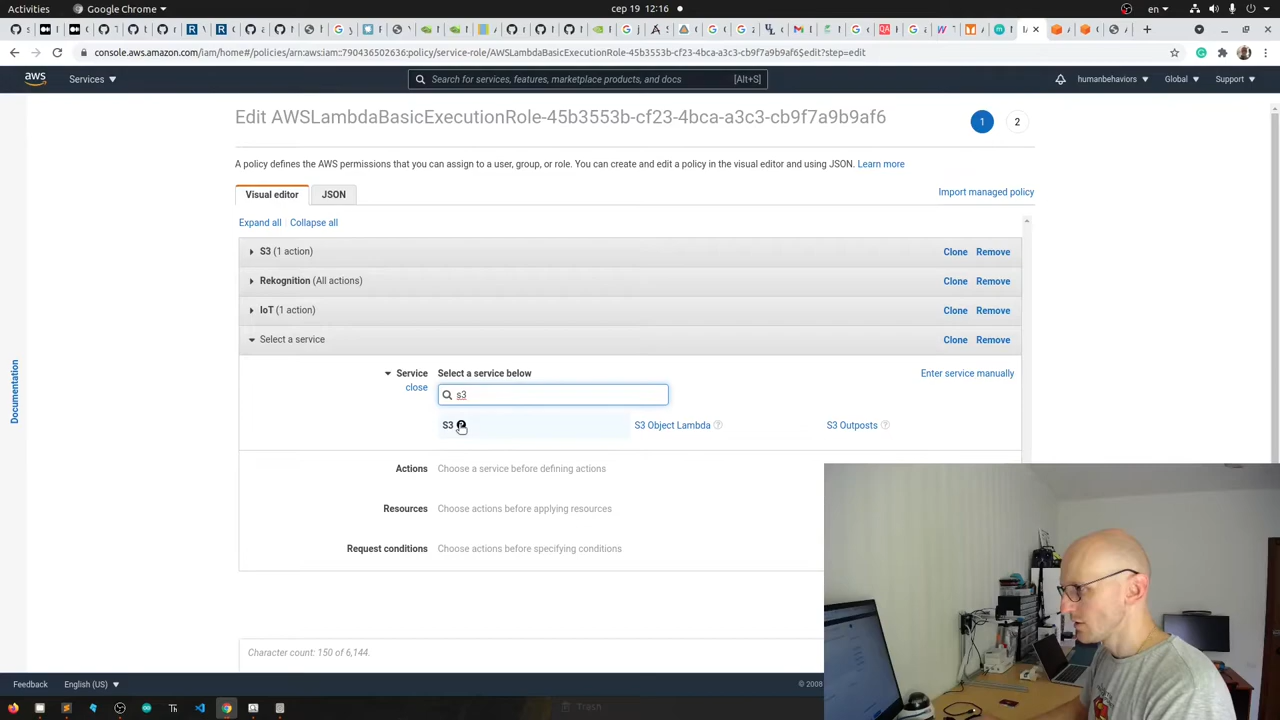 Activities
Google Chrome
сер 19 12:16
en
console.aws.amazon.com/iam/home#/policies/arn:aws:iam::790436502636:policy/service-role/AWSLambdaBasicExecutionRole-45b3553b-cf23-4bca-a3c3-cb9f7a9b9af6$edit?step=edit
aws
Services
Search for services, features, marketplace products, and docs
[Alt+S]
humanbehaviors
Global
Support
Edit AWSLambdaBasicExecutionRole-45b3553b-cf23-4bca-a3c3-cb9f7a9b9af6
1
2
A policy defines the AWS permissions that you can assign to a user, group, or role. You can create and edit a policy in the visual editor and using JSON. Learn more
Visual editor
JSON
Import managed policy
Expand all
Collapse all
S3 (1 action)
Clone
Remove
Rekognition (All actions)
Clone
Remove
IoT (1 action)
Clone
Remove
Select a service
Clone
Remove
Service
Select a service below
Enter service manually
close
s3
S3
S3 Object Lambda
S3 Outposts
Actions
Choose a service before defining actions
Resources
Choose actions before applying resources
Request conditions
Choose actions before specifying conditions
Documentation
Character count: 150 of 6,144.
Feedback
English (US)
© 2008
Trash